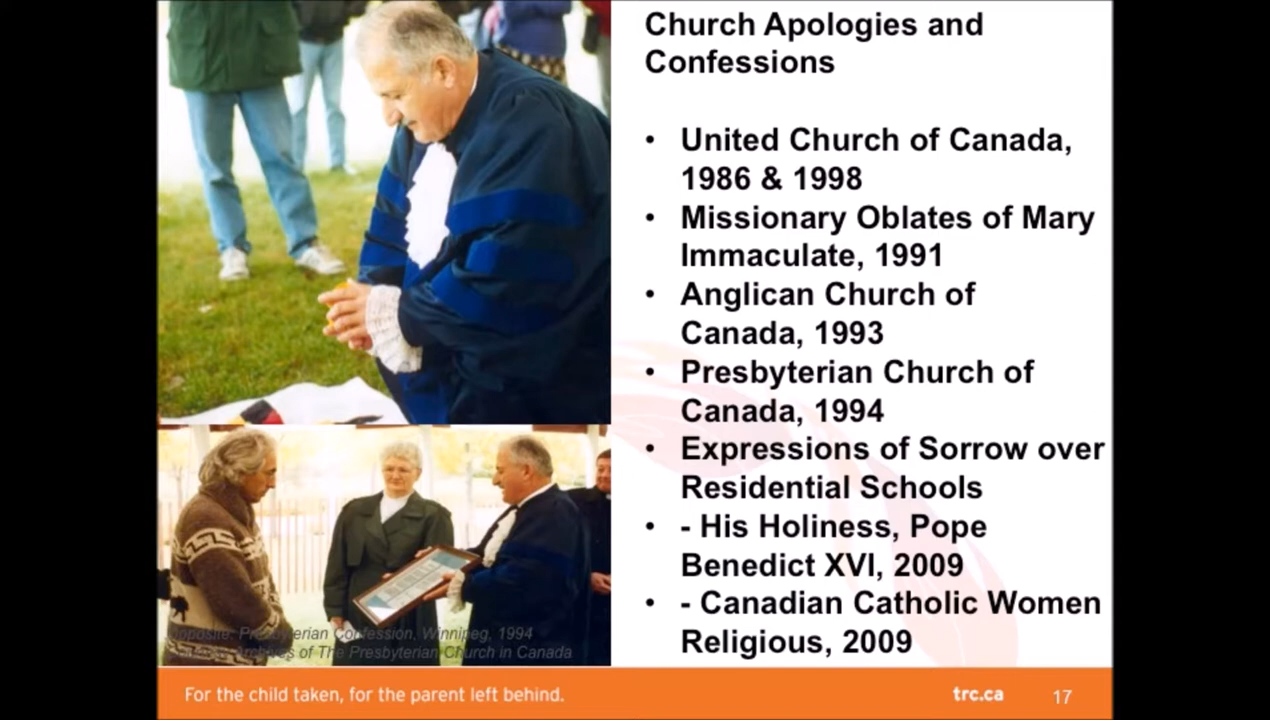 Church Apologies and
Confessions
• United Church of Canada,
1986 & 1998
• Missionary Oblates of Mary
Immaculate, 1991
• Anglican Church of
Canada, 1993
• Presbyterian Church of
Canada, 1994
• Expressions of Sorrow over
Residential Schools
• - His Holiness, Pope
Benedict XVI, 2009
• - Canadian Catholic Women
Religious, 2009
Opposite: Presbyterian Confession, Winnipeg, 1994
Archives of The Presbyterian Church in Canada
For the child taken, for the parent left behind.
trc.ca 17